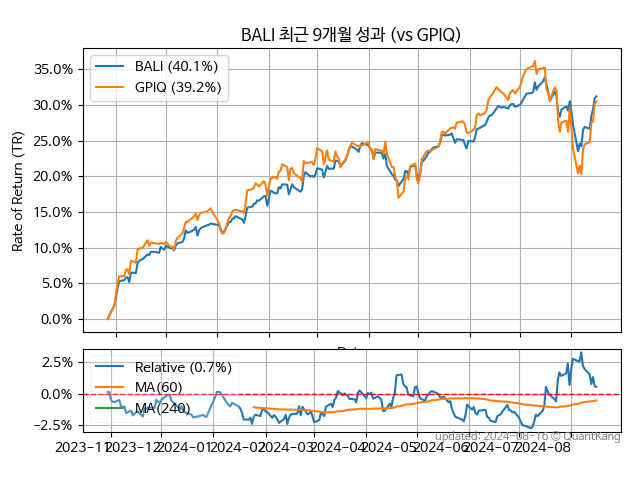 BALI 최근 9개월 성과 (vs GPIQ)
Rate of Return (TR)
35.0%
30.0%
25.0%
20.0%
15.0%
10.0%
5.0%
0.0%
BALI (40.1%)
GPIQ (39.2%)
2.5%
0.0%
−2.5%
Relative (0.7%)
MA(60)
MA(240)
2023-11
2023-12
2024-01
2024-02
2024-03
2024-04
2024-05
2024-06
2024-07
2024-08
updated: 2024-08-16 © QuantKang